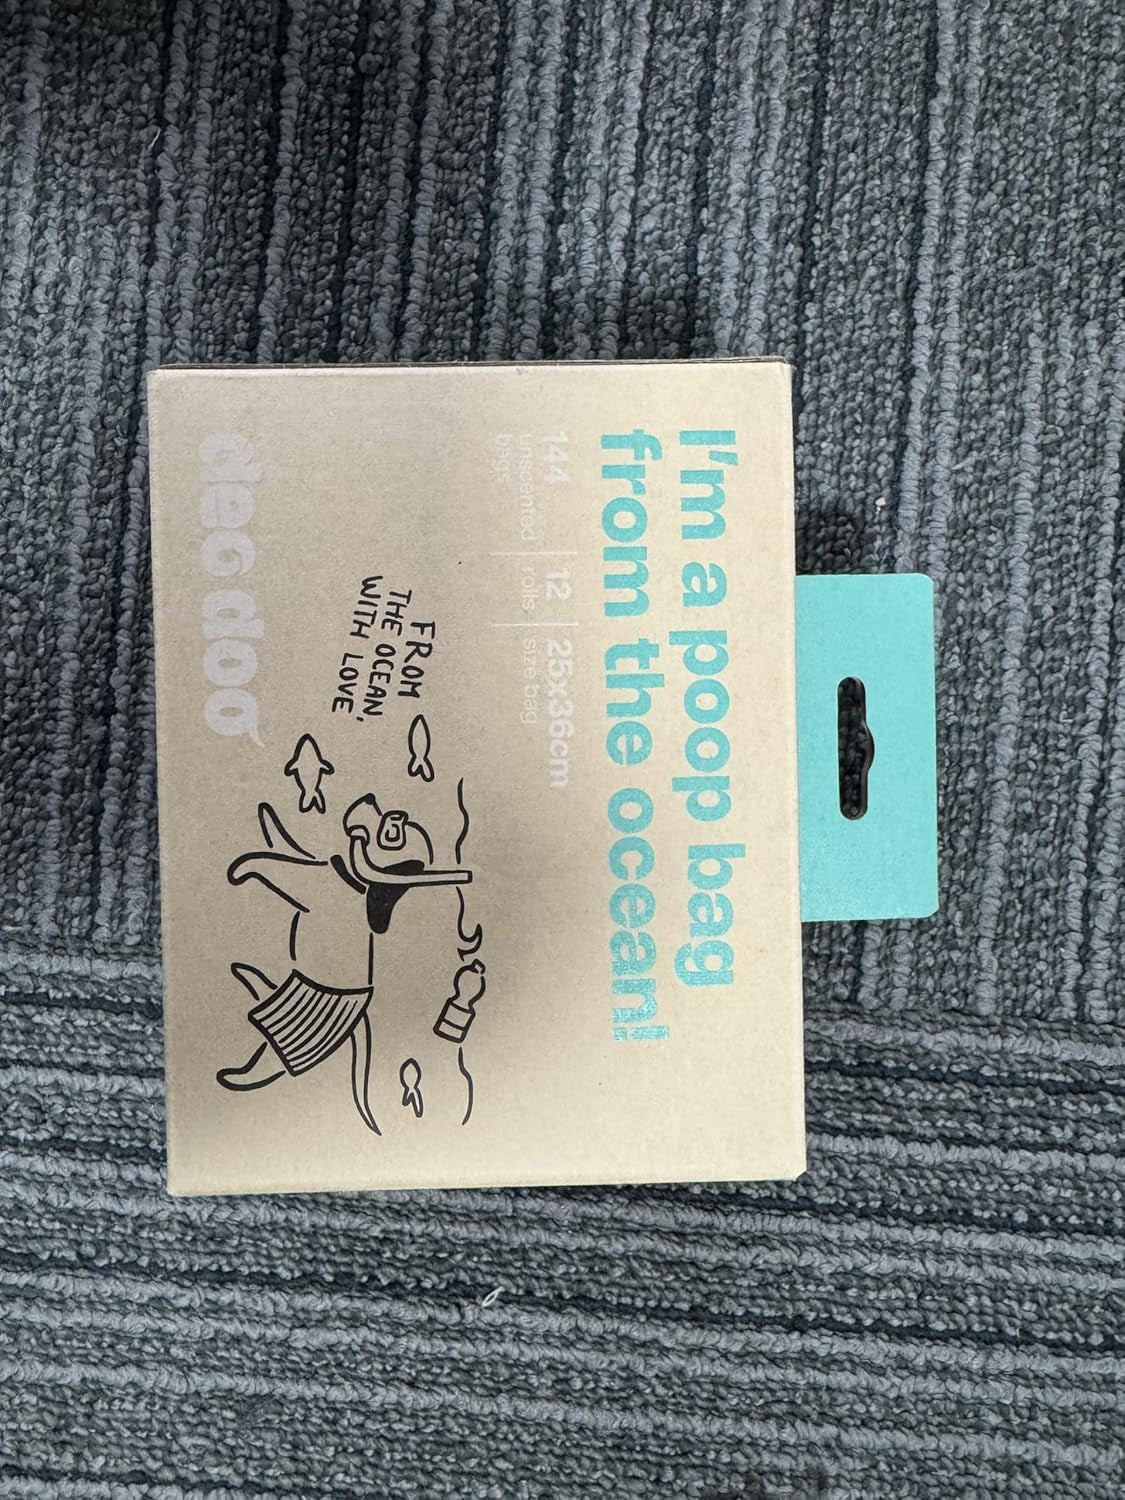 I'm a poop bag
from the ocean!
144
unscented
bags
12
rolls
25x36cm
size bag
FROM
THE OCEAN,
WITH LOVE
deo doo